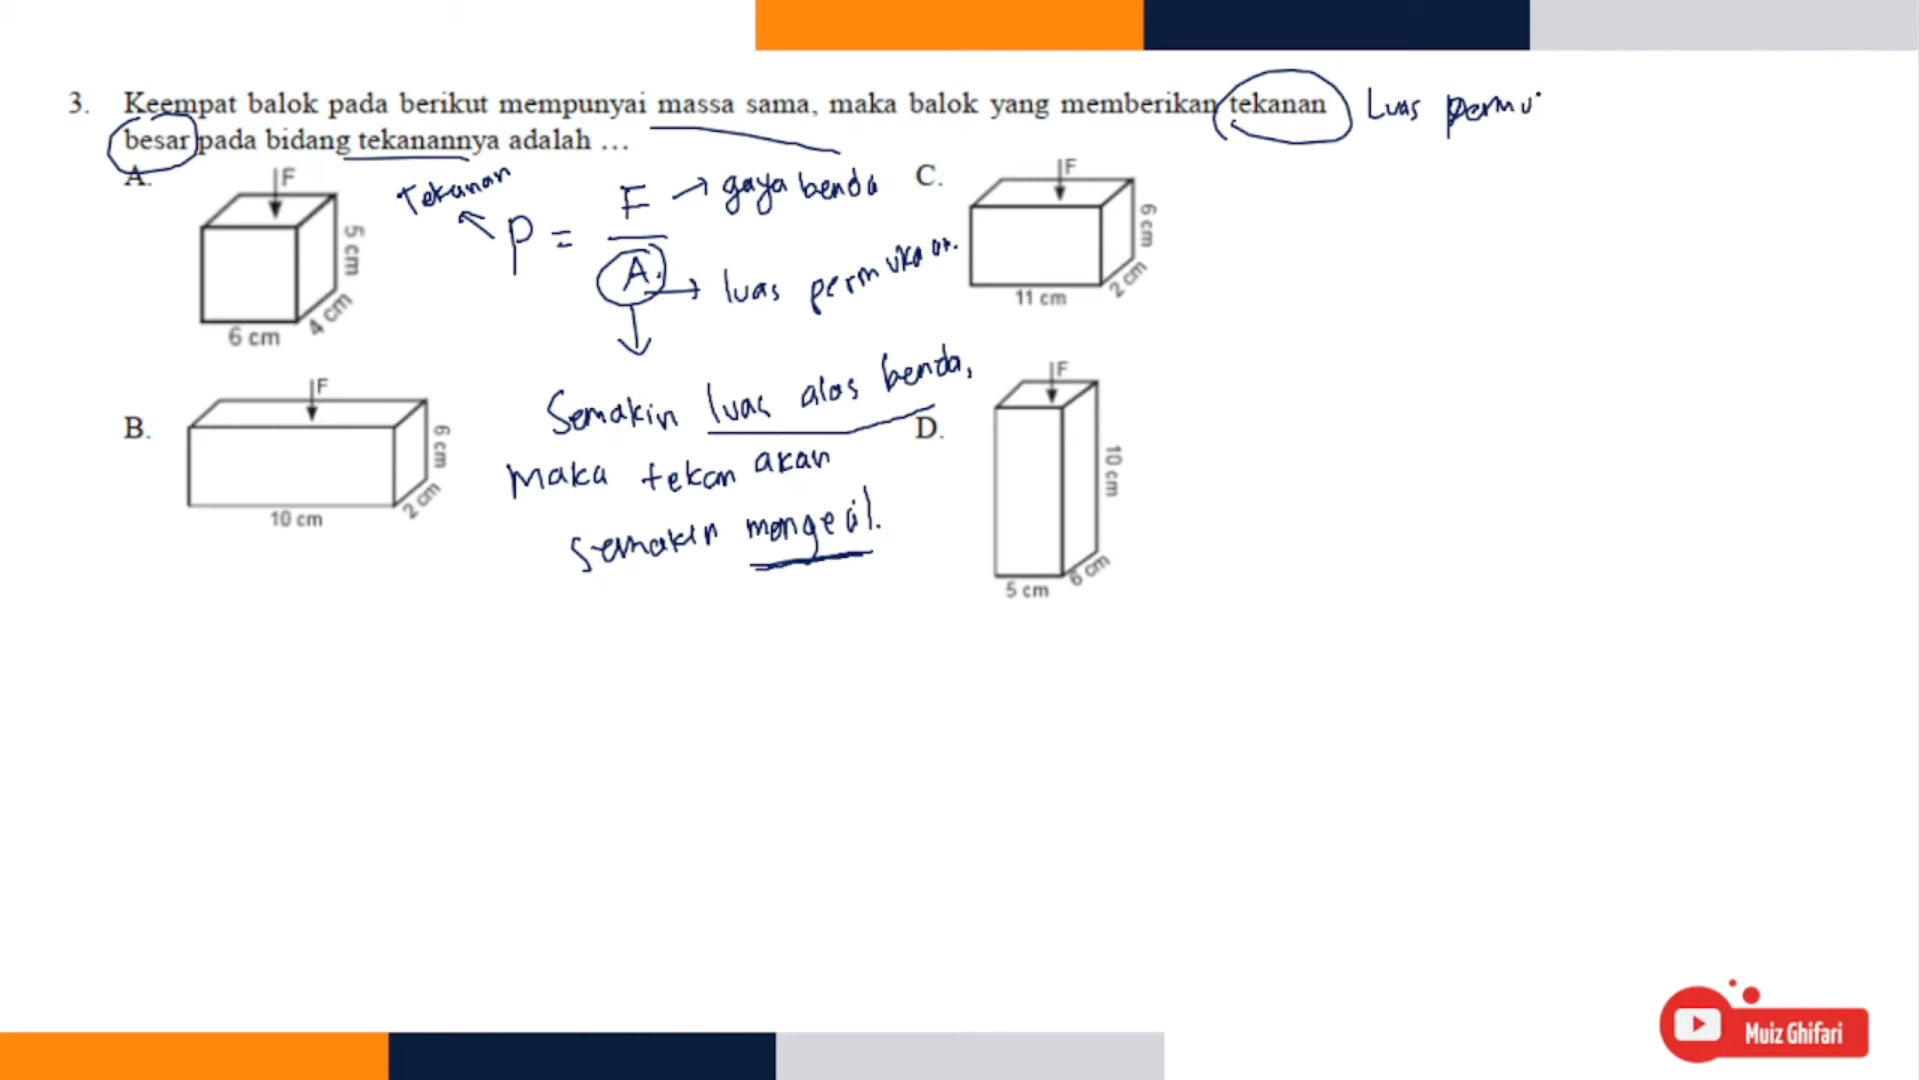 3. Keempat balok pada berikut mempunyai massa sama, maka balok yang memberikan tekanan
Luas permu
besar pada bidang tekanannya adalah ...
A.
F
5 cm
4 cm
6 cm
Tekanan
P = F / A
gaya benda
luas permukaan.
Semakin luas alas benda,
maka tekan akan
semakin mengecil.
C.
F
6 cm
2 cm
11 cm
B.
F
6 cm
2 cm
10 cm
D.
F
10 cm
6 cm
5 cm
Muiz Ghifari